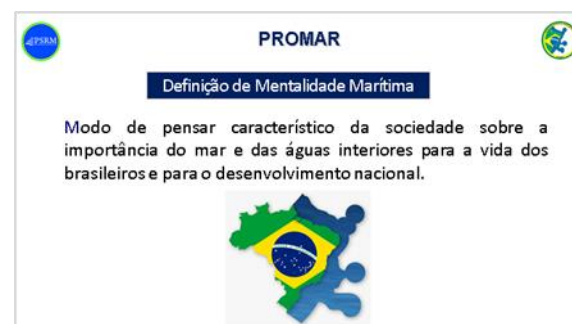 PSRM
PROMAR
Definição de Mentalidade Marítima
Modo de pensar característico da sociedade sobre a
importância do mar e das águas interiores para a vida dos
brasileiros e para o desenvolvimento nacional.